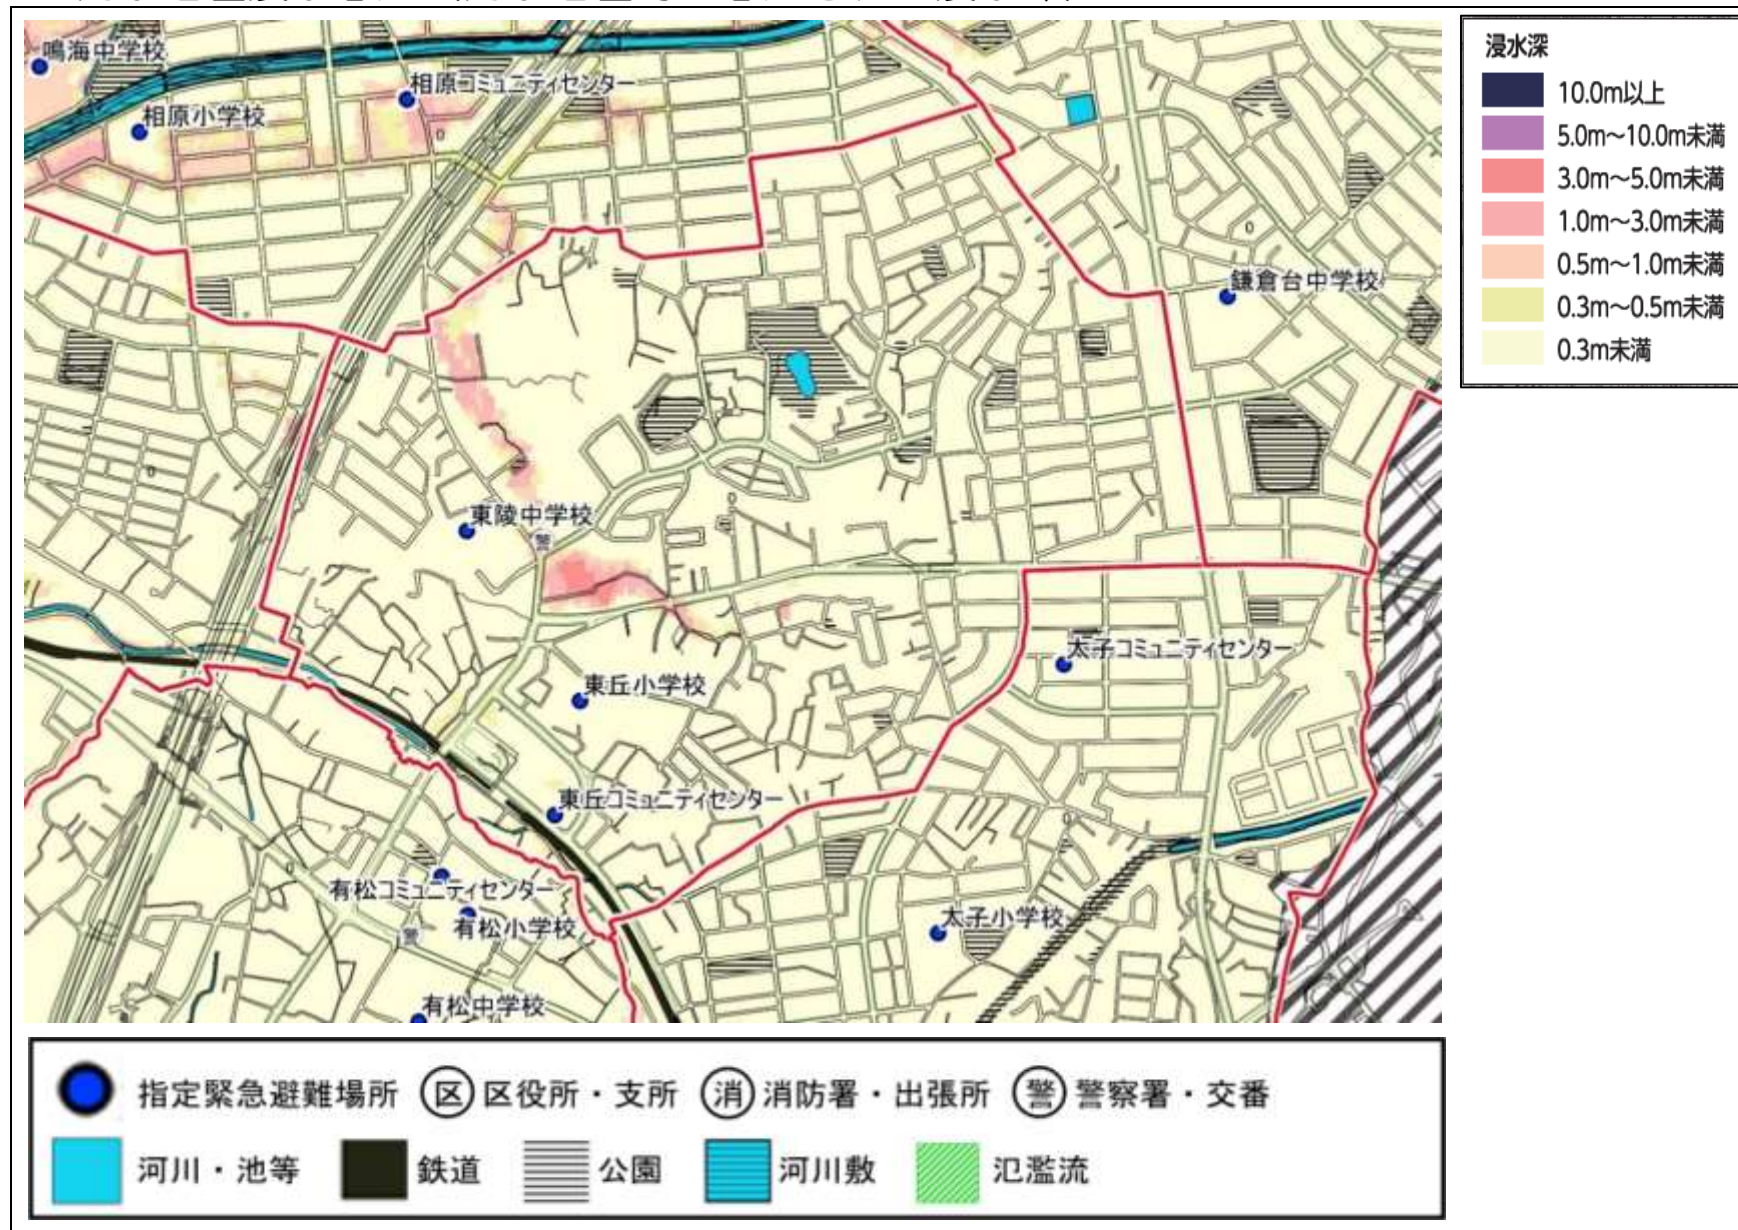 鳴海中学校
相原コミュニティセンター
相原小学校
鎌倉台中学校
東陵中学校
警
太子コミュニティセンター
東丘小学校
東丘コミュニティセンター
有松コミュニティセンター
有松小学校
警
太子小学校
有松中学校
浸水深
10.0m以上
5.0m～10.0m未満
3.0m～5.0m未満
1.0m～3.0m未満
0.5m～1.0m未満
0.3m～0.5m未満
0.3m未満
指定緊急避難場所 区 区役所・支所 消 消防署・出張所 警 警察署・交番
河川・池等 鉄道 公園 河川敷 氾濫流